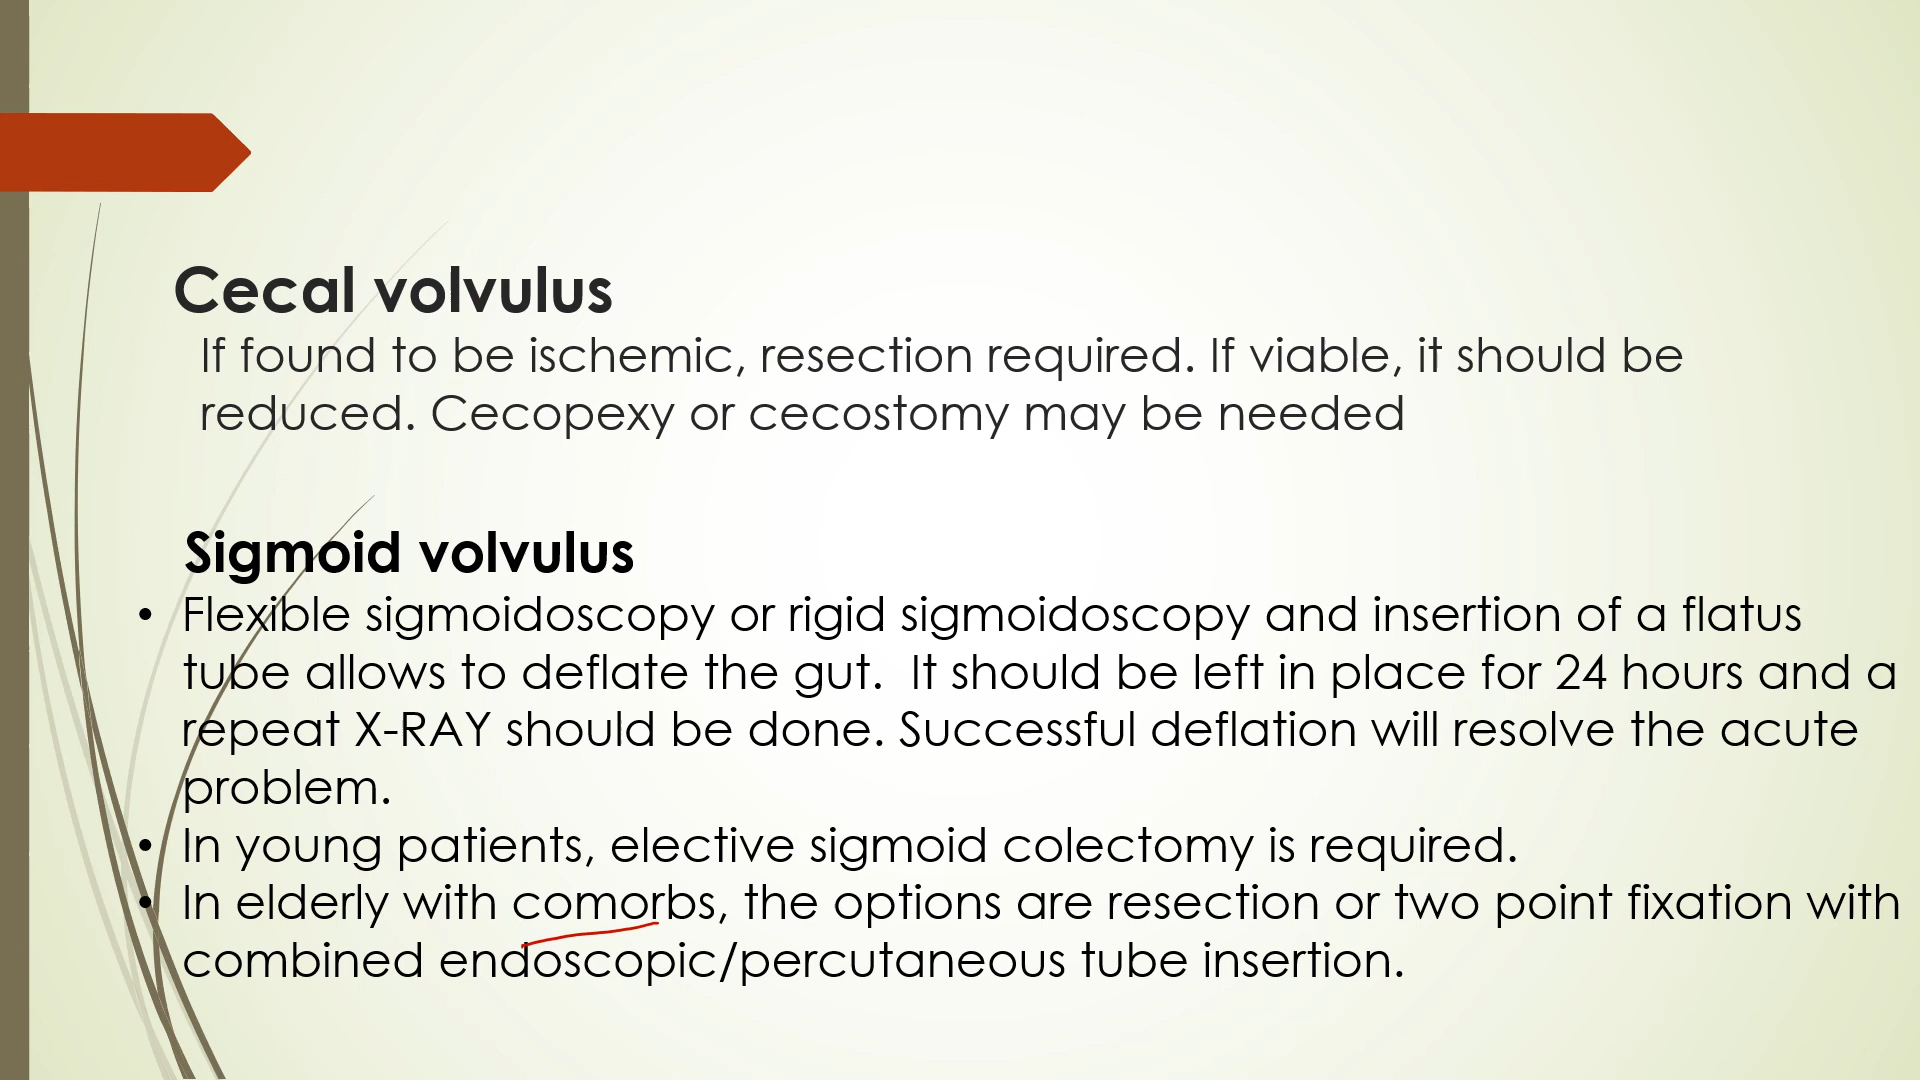 Cecal volvulus
If found to be ischemic, resection required. If viable, it should be
reduced. Cecopexy or cecostomy may be needed
Sigmoid volvulus
• Flexible sigmoidoscopy or rigid sigmoidoscopy and insertion of a flatus
tube allows to deflate the gut.  It should be left in place for 24 hours and a
repeat X-RAY should be done. Successful deflation will resolve the acute
problem.
• In young patients, elective sigmoid colectomy is required.
• In elderly with comorbs, the options are resection or two point fixation with
combined endoscopic/percutaneous tube insertion.